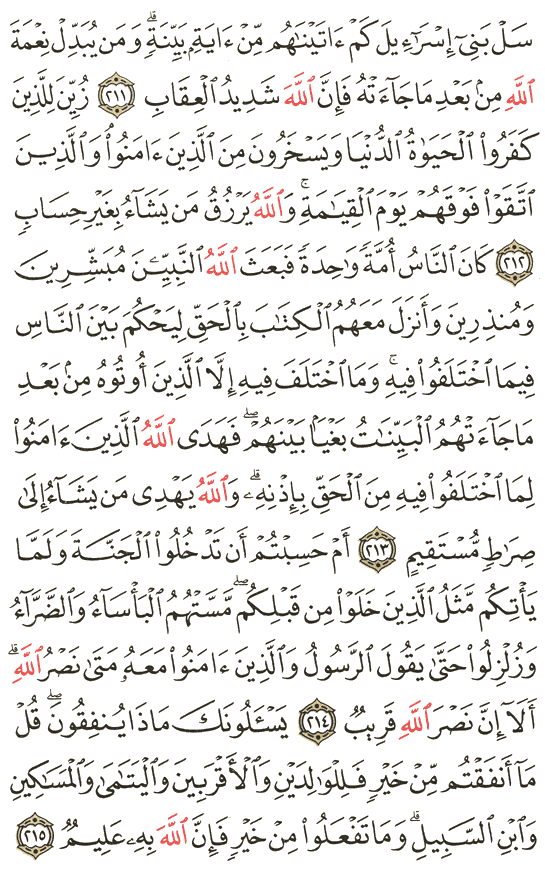 سَلۡ بَنِيٓ إِسۡرَٰٓءِيلَ كَمۡ ءَاتَيۡنَٰهُم مِّنۡ ءَايَةِۭ بَيِّنَةٖۗ وَمَن يُبَدِّلۡ نِعۡمَةَ
ٱللَّهِ مِنۢ بَعۡدِ مَا جَآءَتۡهُ فَإِنَّ ٱللَّهَ شَدِيدُ ٱلۡعِقَابِ ٢١١ زُيِّنَ لِلَّذِينَ
كَفَرُواْ ٱلۡحَيَوٰةُ ٱلدُّنۡيَا وَيَسۡخَرُونَ مِنَ ٱلَّذِينَ ءَامَنُواْۘ وَٱلَّذِينَ
ٱتَّقَوۡاْ فَوۡقَهُمۡ يَوۡمَ ٱلۡقِيَٰمَةِۗ وَٱللَّهُ يَرۡزُقُ مَن يَشَآءُ بِغَيۡرِ حِسَابٖ
٢١٢ كَانَ ٱلنَّاسُ أُمَّةٗ وَٰحِدَةٗ فَبَعَثَ ٱللَّهُ ٱلنَّبِيِّـۧنَ مُبَشِّرِينَ
وَمُنذِرِينَ وَأَنزَلَ مَعَهُمُ ٱلۡكِتَٰبَ بِٱلۡحَقِّ لِيَحۡكُمَ بَيۡنَ ٱلنَّاسِ
فِيمَا ٱخۡتَلَفُواْ فِيهِۚ وَمَا ٱخۡتَلَفَ فِيهِ إِلَّا ٱلَّذِينَ أُوتُوهُ مِنۢ بَعۡدِ
مَا جَآءَتۡهُمُ ٱلۡبَيِّنَٰتُ بَغۡيَۢا بَيۡنَهُمۡۖ فَهَدَى ٱللَّهُ ٱلَّذِينَ ءَامَنُواْ
لِمَا ٱخۡتَلَفُواْ فِيهِ مِنَ ٱلۡحَقِّ بِإِذۡنِهِۦۗ وَٱللَّهُ يَهۡدِي مَن يَشَآءُ إِلَىٰ
صِرَٰطٖ مُّسۡتَقِيمٍ ٢١٣ أَمۡ حَسِبۡتُمۡ أَن تَدۡخُلُواْ ٱلۡجَنَّةَ وَلَمَّا
يَأۡتِكُم مَّثَلُ ٱلَّذِينَ خَلَوۡاْ مِن قَبۡلِكُمۖ مَّسَّتۡهُمُ ٱلۡبَأۡسَآءُ وَٱلضَّرَّآءُ
وَزُلۡزِلُواْ حَتَّىٰ يَقُولَ ٱلرَّسُولُ وَٱلَّذِينَ ءَامَنُواْ مَعَهُۥ مَتَىٰ نَصۡرُ ٱللَّهِۗ
أَلَآ إِنَّ نَصۡرَ ٱللَّهِ قَرِيبٞ ٢١٤ يَسۡـَٔلُونَكَ مَاذَا يُنفِقُونَۖ قُلۡ
مَآ أَنفَقۡتُم مِّنۡ خَيۡرٖ فَلِلۡوَٰلِدَيۡنِ وَٱلۡأَقۡرَبِينَ وَٱلۡيَتَٰمَىٰ وَٱلۡمَسَٰكِينِ
وَٱبۡنِ ٱلسَّبِيلِۗ وَمَا تَفۡعَلُواْ مِنۡ خَيۡرٖ فَإِنَّ ٱللَّهَ بِهِۦ عَلِيمٞ ٢١٥